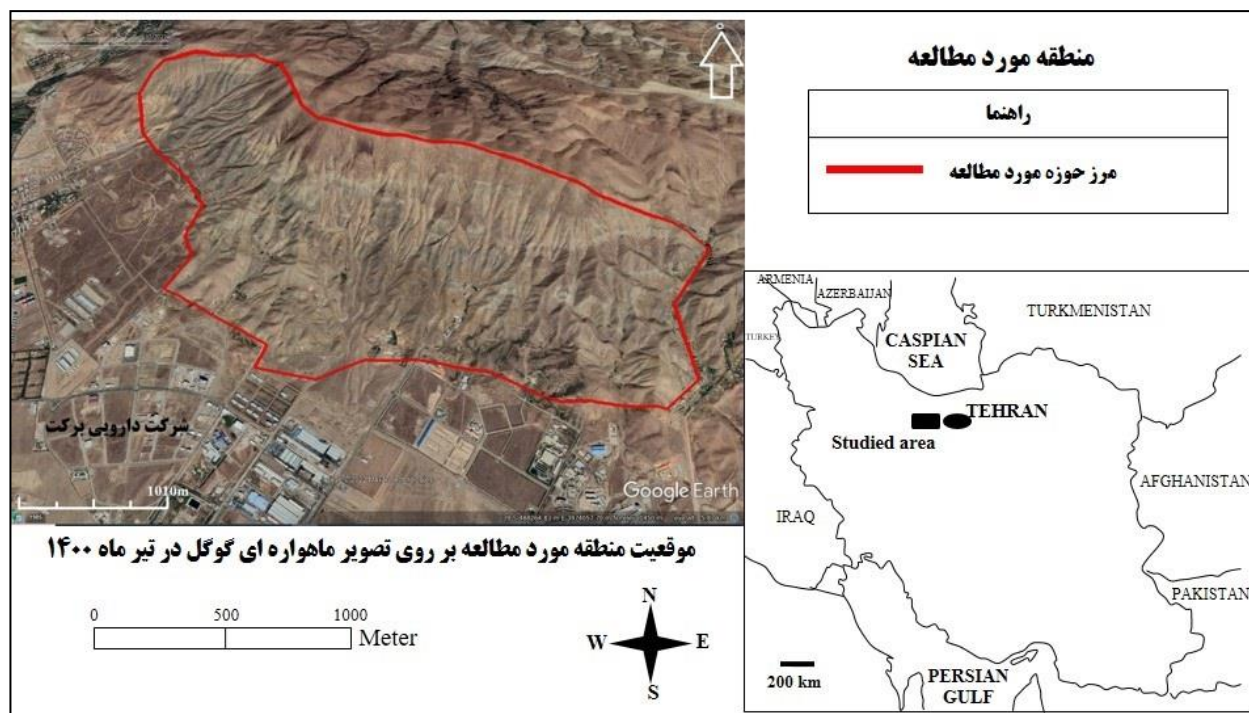 منطقه مورد مطالعه
راهنما
مرز حوزه مورد مطالعه
شرکت دارویی برکت
1010m
Google Earth
موقعیت منطقه مورد مطالعه بر روی تصویر ماهواره ای گوگل در تیر ماه ۱۴۰۰
0 500 1000
Meter
N
W E
S
ARMENIA
AZERBAIJAN
TURKEY
CASPIAN
SEA
TURKMENISTAN
TEHRAN
Studied area
AFGHANISTAN
IRAQ
PAKISTAN
200 km
PERSIAN
GULF